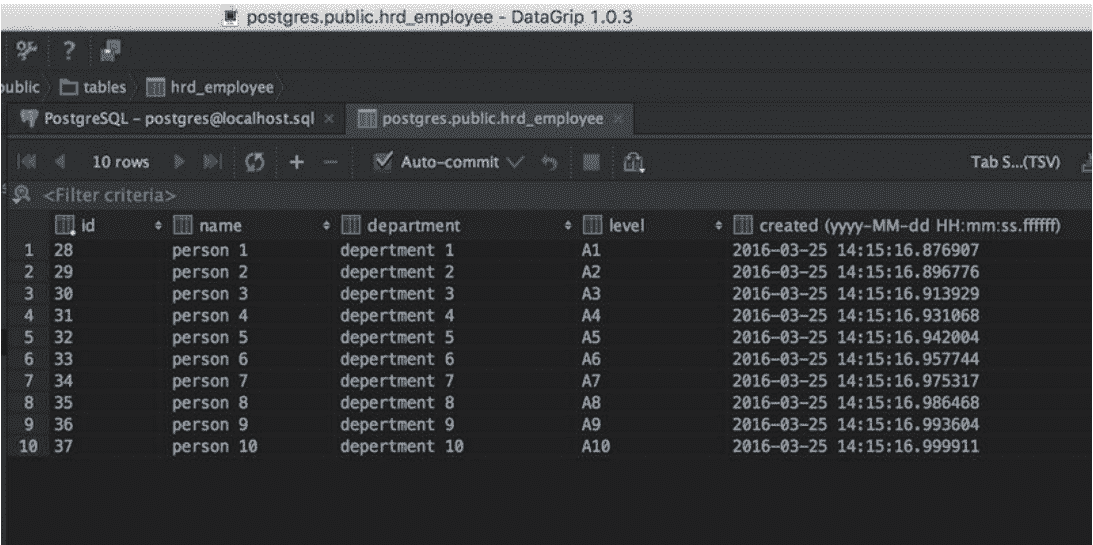 postgres.public.hrd_employee - DataGrip 1.0.3
?
public tables hrd_employee
PostgreSQL - postgres@localhost.sql × postgres.public.hrd_employee ×
10 rows + - Auto-commit Tab S...(TSV)
<Filter criteria>
id name department level created (yyyy-MM-dd HH:mm:ss.ffffff)
1 28 person 1 depertment 1 A1 2016-03-25 14:15:16.876907
2 29 person 2 depertment 2 A2 2016-03-25 14:15:16.896776
3 30 person 3 depertment 3 A3 2016-03-25 14:15:16.913929
4 31 person 4 depertment 4 A4 2016-03-25 14:15:16.931068
5 32 person 5 depertment 5 A5 2016-03-25 14:15:16.942004
6 33 person 6 depertment 6 A6 2016-03-25 14:15:16.957744
7 34 person 7 depertment 7 A7 2016-03-25 14:15:16.975317
8 35 person 8 depertment 8 A8 2016-03-25 14:15:16.986468
9 36 person 9 depertment 9 A9 2016-03-25 14:15:16.993604
10 37 person 10 depertment 10 A10 2016-03-25 14:15:16.999911